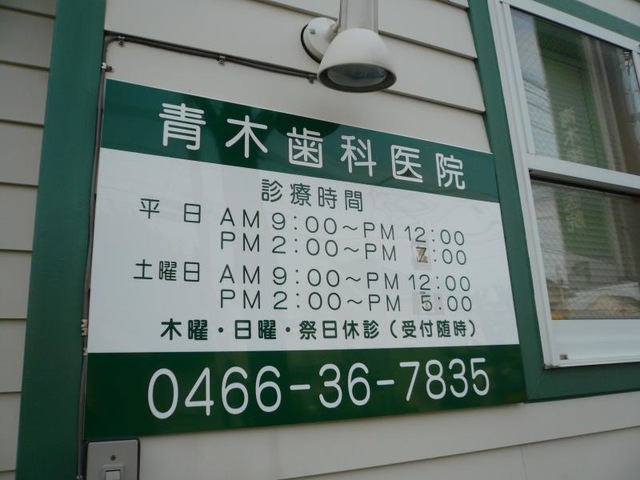 青木歯科医院
診療時間
平日 AM 9:00～PM 12:00
PM 2:00～PM 7:00
土曜日 AM 9:00～PM 12:00
PM 2:00～PM 5:00
木曜・日曜・祭日休診（受付随時）
0466-36-7835